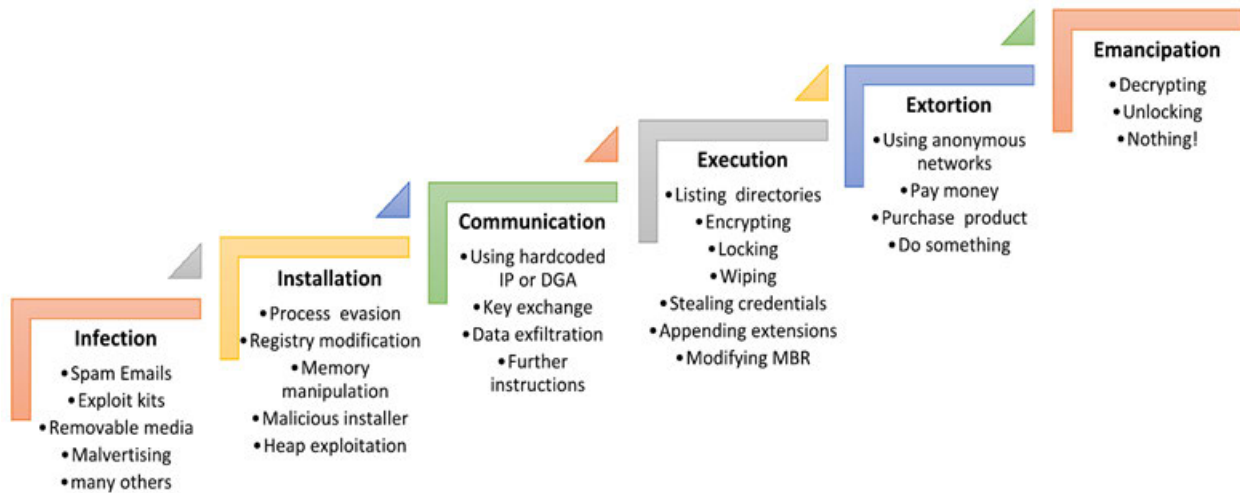 Infection
•Spam Emails
•Exploit kits
•Removable media
•Malvertising
•many others
Installation
•Process evasion
•Registry modification
•Memory
manipulation
•Malicious installer
•Heap exploitation
Communication
•Using hardcoded
IP or DGA
•Key exchange
•Data exfiltration
•Further
instructions
Execution
•Listing directories
•Encrypting
•Locking
•Wiping
•Stealing credentials
•Appending extensions
•Modifying MBR
Extortion
•Using anonymous
networks
•Pay money
•Purchase product
•Do something
Emancipation
•Decrypting
•Unlocking
•Nothing!